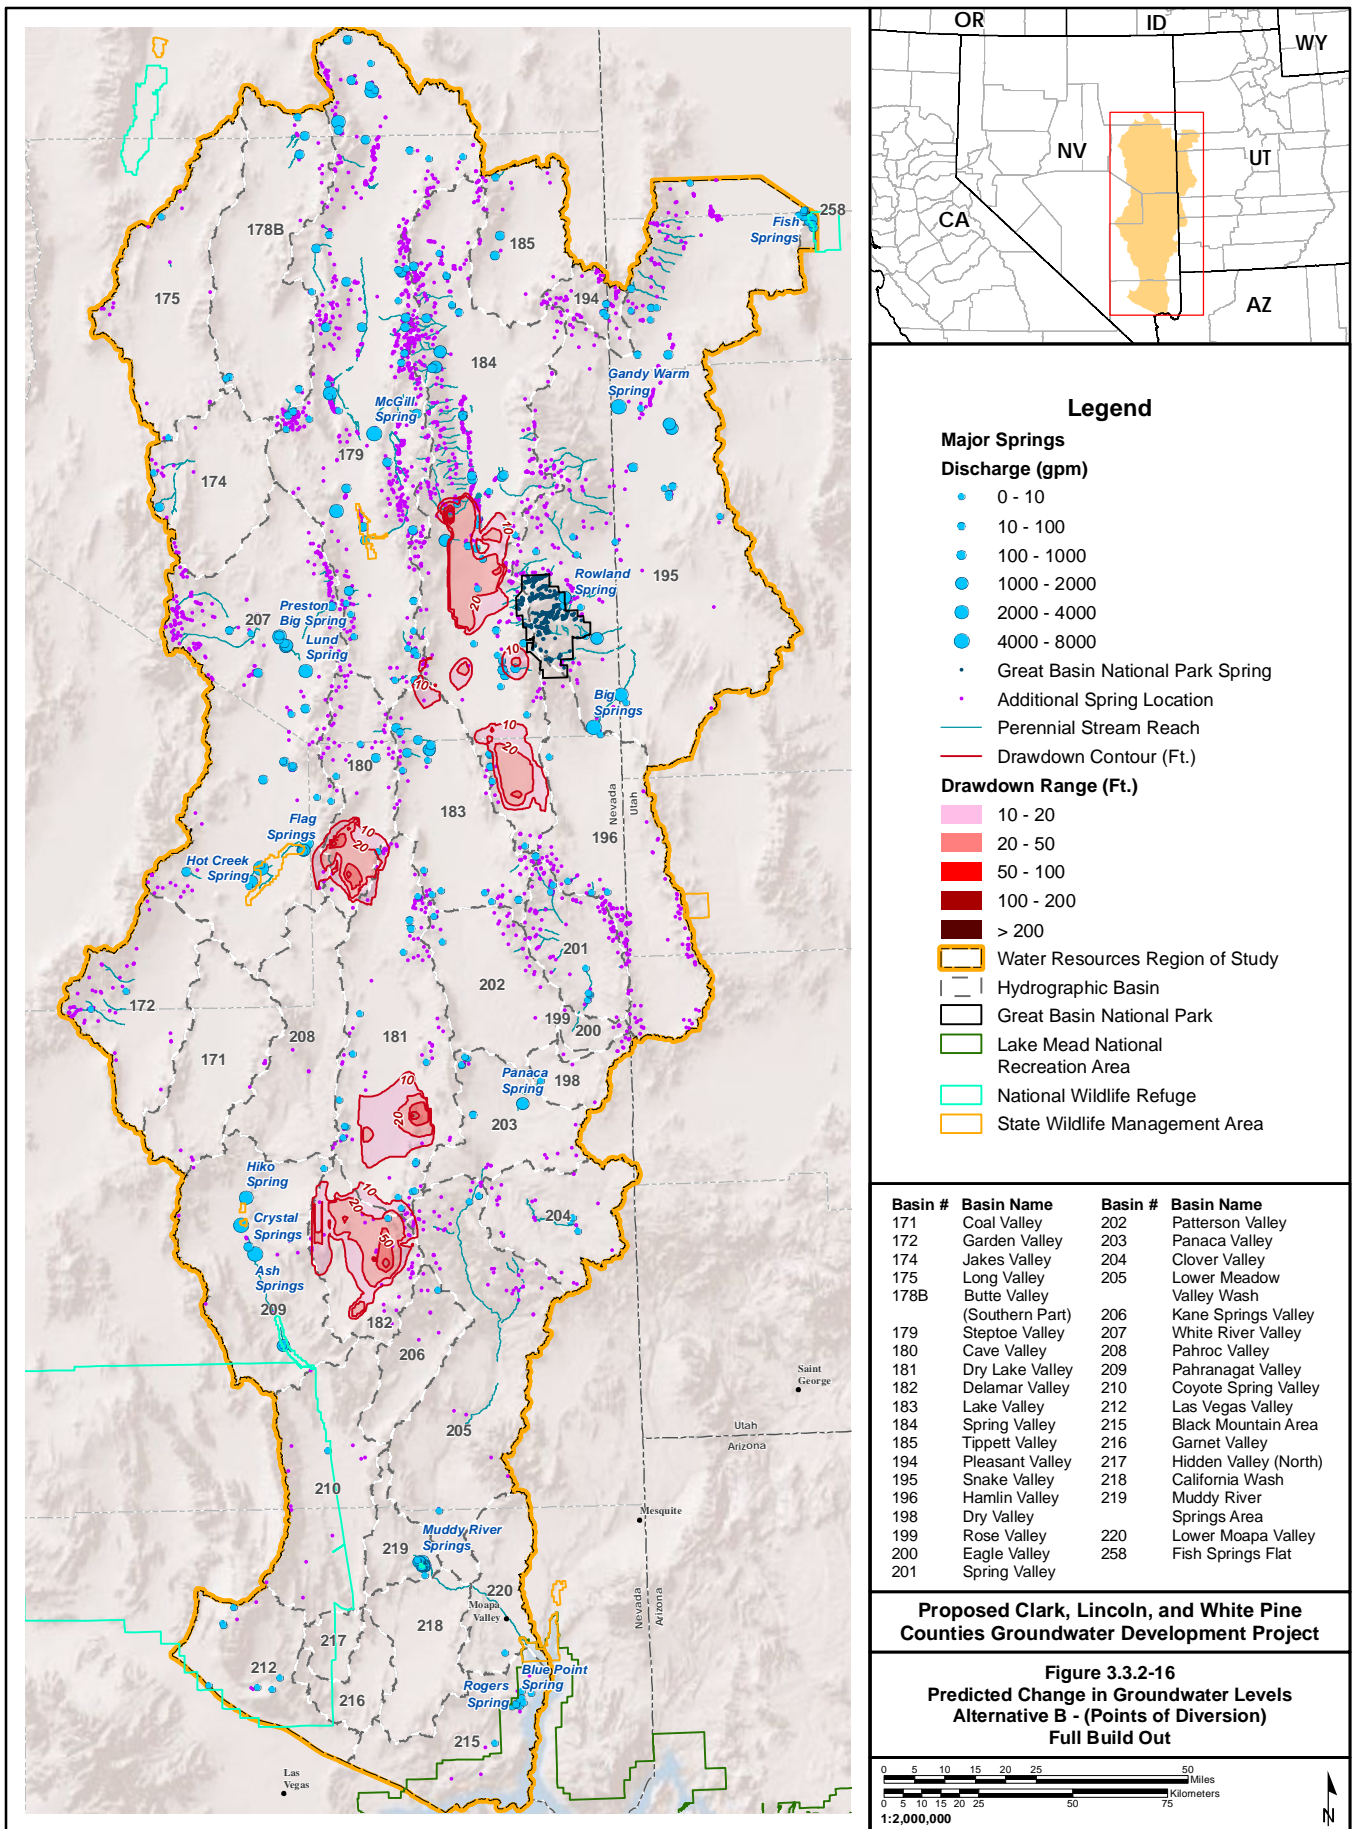 OR
ID
WY
NV
UT
CA
AZ
258
Fish
Springs
178B
185
175
194
184
Gandy Warm
Spring
McGill
Spring
179
174
10
20
Rowland
Spring
195
Preston
Big Spring
207
Lund
Spring
10
10
Big
Springs
10
20
180
183
Nevada
Utah
196
Flag
Springs
10
20
Hot Creek
Spring
201
202
172
199
200
208
181
171
Panaca
Spring
198
10
20
203
Hiko
Spring
10
20
50
Crystal
Springs
204
Ash
Springs
209
182
206
Saint
George
205
Utah
Arizona
210
Mesquite
Muddy River
Springs
219
220
Moapa
Valley
Nevada
Arizona
218
217
212
Blue Point
Spring
Rogers
Spring
216
215
Las
Vegas
Legend
Major Springs
Discharge (gpm)
0 - 10
10 - 100
100 - 1000
1000 - 2000
2000 - 4000
4000 - 8000
Great Basin National Park Spring
Additional Spring Location
Perennial Stream Reach
Drawdown Contour (Ft.)
Drawdown Range (Ft.)
10 - 20
20 - 50
50 - 100
100 - 200
> 200
Water Resources Region of Study
Hydrographic Basin
Great Basin National Park
Lake Mead National
Recreation Area
National Wildlife Refuge
State Wildlife Management Area
Basin # Basin Name Basin # Basin Name
171 Coal Valley 202 Patterson Valley
172 Garden Valley 203 Panaca Valley
174 Jakes Valley 204 Clover Valley
175 Long Valley 205 Lower Meadow
178B Butte Valley Valley Wash
(Southern Part) 206 Kane Springs Valley
179 Steptoe Valley 207 White River Valley
180 Cave Valley 208 Pahroc Valley
181 Dry Lake Valley 209 Pahranagat Valley
182 Delamar Valley 210 Coyote Spring Valley
183 Lake Valley 212 Las Vegas Valley
184 Spring Valley 215 Black Mountain Area
185 Tippett Valley 216 Garnet Valley
194 Pleasant Valley 217 Hidden Valley (North)
195 Snake Valley 218 California Wash
196 Hamlin Valley 219 Muddy River
198 Dry Valley Springs Area
199 Rose Valley 220 Lower Moapa Valley
200 Eagle Valley 258 Fish Springs Flat
201 Spring Valley
Proposed Clark, Lincoln, and White Pine
Counties Groundwater Development Project
Figure 3.3.2-16
Predicted Change in Groundwater Levels
Alternative B - (Points of Diversion)
Full Build Out
0 5 10 15 20 25 50
Miles
0 5 10 15 20 25 50 75
Kilometers
1:2,000,000
N